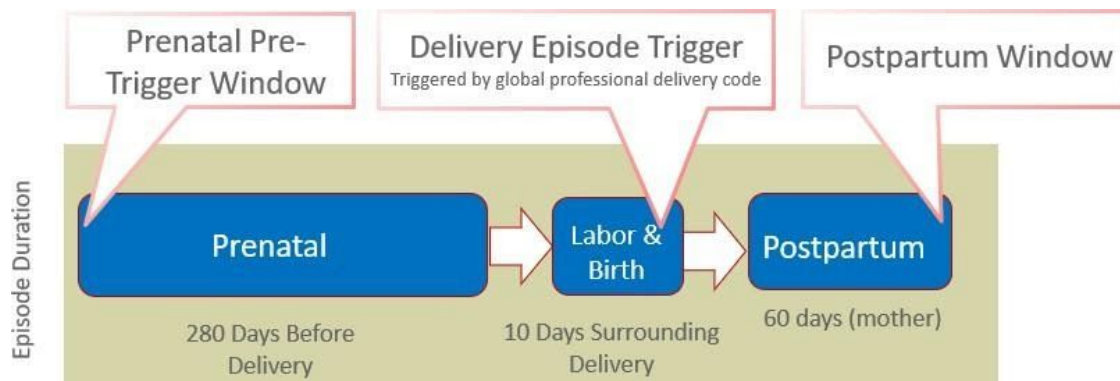 Prenatal Pre-
Trigger Window
Delivery Episode Trigger
Triggered by global professional delivery code
Postpartum Window
Episode Duration
Prenatal
Labor &
Birth
Postpartum
280 Days Before
Delivery
10 Days Surrounding
Delivery
60 days (mother)